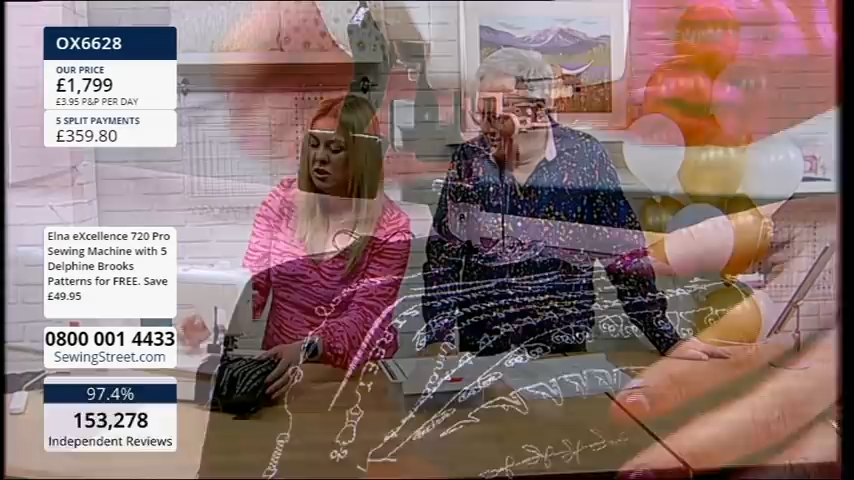 OX6628
OUR PRICE
£1,799
£3.95 P&P PER DAY
5 SPLIT PAYMENTS
£359.80
Elna eXcellence 720 Pro
Sewing Machine with 5
Delphine Brooks
Patterns for FREE. Save
£49.95
0800 001 4433
SewingStreet.com
97.4%
153,278
Independent Reviews